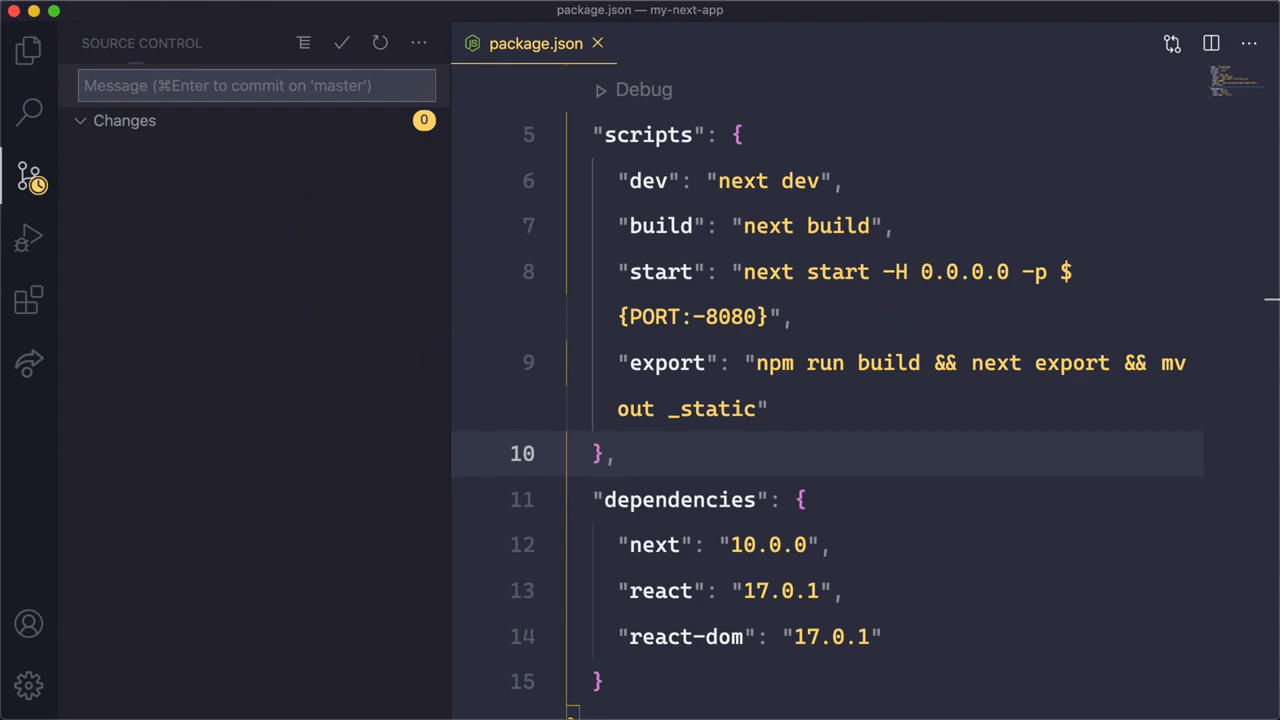 package.json — my-next-app
SOURCE CONTROL
package.json
Message (⌘Enter to commit on 'master')
Changes
0
Debug
5 "scripts": {
6 "dev": "next dev",
7 "build": "next build",
8 "start": "next start -H 0.0.0.0 -p $
{PORT:-8080}",
9 "export": "npm run build && next export && mv
out _static"
10 },
11 "dependencies": {
12 "next": "10.0.0",
13 "react": "17.0.1",
14 "react-dom": "17.0.1"
15 }